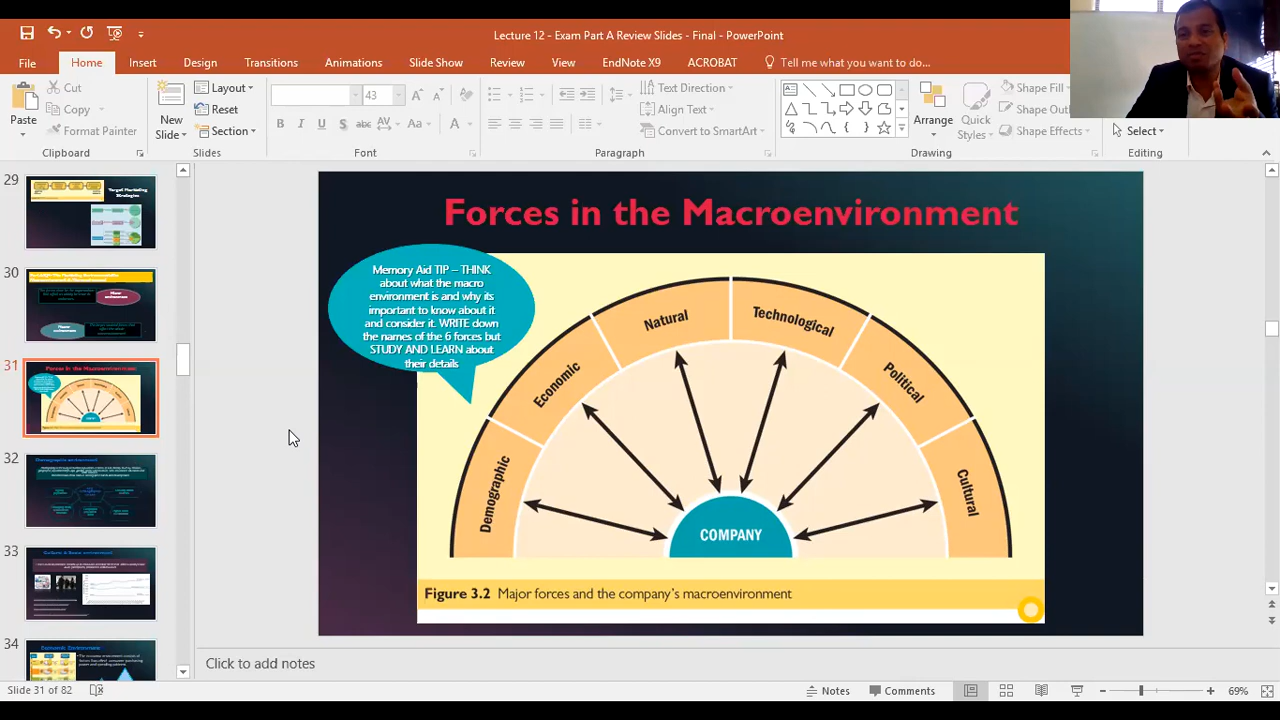 Lecture 12 - Exam Part A Review Slides - Final - PowerPoint
File Home Insert Design Transitions Animations Slide Show Review View EndNote X9 ACROBAT Tell me what you want to do...
Cut
Copy
Format Painter
Paste
Clipboard
New Slide
Layout
Reset
Section
Slides
43
Font
Text Direction
Align Text
Convert to SmartArt
Paragraph
Arrange
Quick Styles
Shape Fill
Shape Outline
Shape Effects
Drawing
Select
Editing
29
Target Marketing
Strategies
30
31
32
33
34
Forces in the Macroenvironment
Memory Aid TIP – THINK
about what the macro
environment is and why its
important to know about it
and consider it. WRITE down
the names of the 6 forces but
STUDY AND LEARN about
their details
Demographic
Economic
Natural
Technological
Political
Cultural
COMPANY
Figure 3.2 Major forces and the company's macroenvironment
Click to add notes
Slide 31 of 82
Notes
Comments
69%